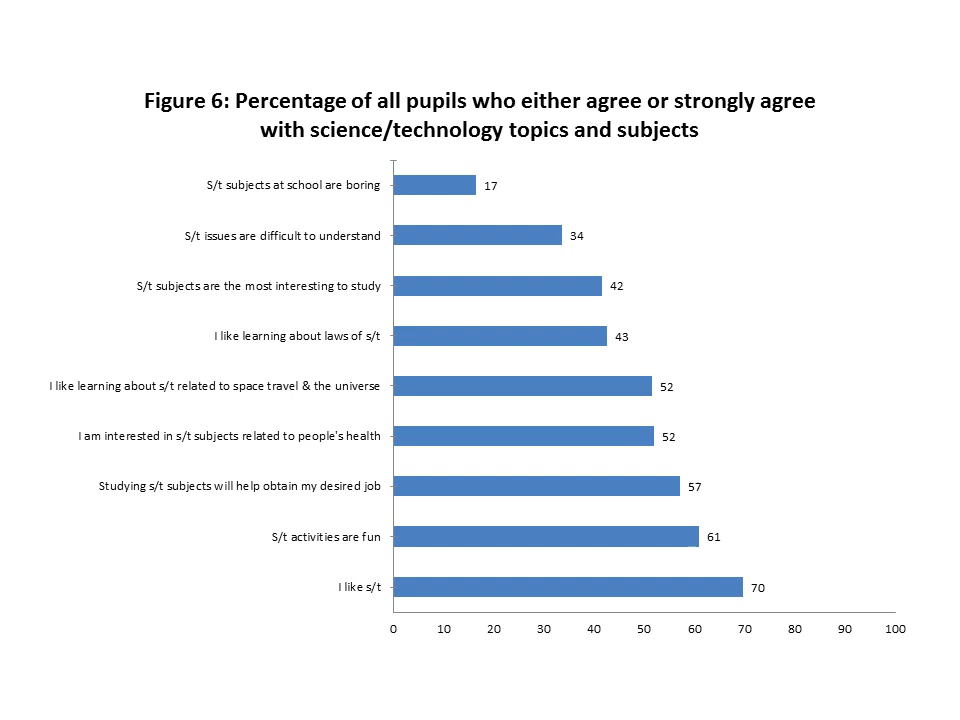 Figure 6: Percentage of all pupils who either agree or strongly agree
with science/technology topics and subjects
S/t subjects at school are boring 17
S/t issues are difficult to understand 34
S/t subjects are the most interesting to study 42
I like learning about laws of s/t 43
I like learning about s/t related to space travel & the universe 52
I am interested in s/t subjects related to people's health 52
Studying s/t subjects will help obtain my desired job 57
S/t activities are fun 61
I like s/t 70
0 10 20 30 40 50 60 70 80 90 100